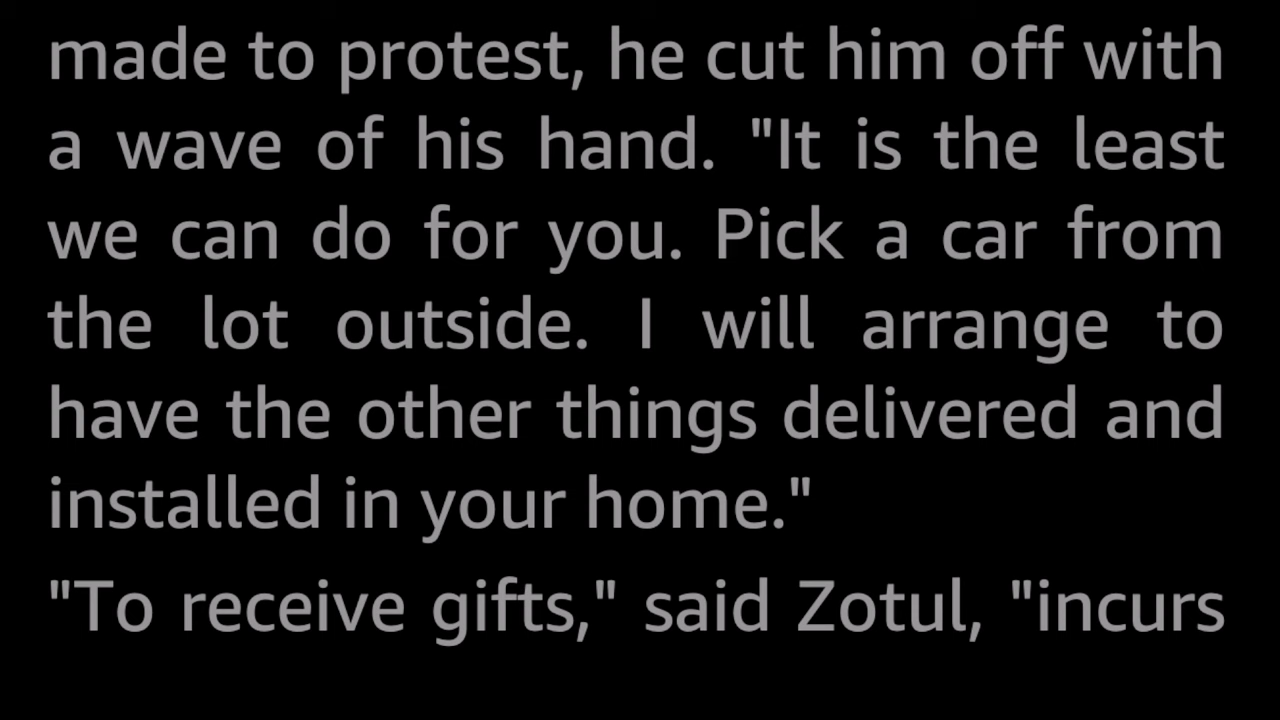 made to protest, he cut him off with
a wave of his hand. "It is the least
we can do for you. Pick a car from
the lot outside. I will arrange to
have the other things delivered and
installed in your home."
"To receive gifts," said Zotul, "incurs